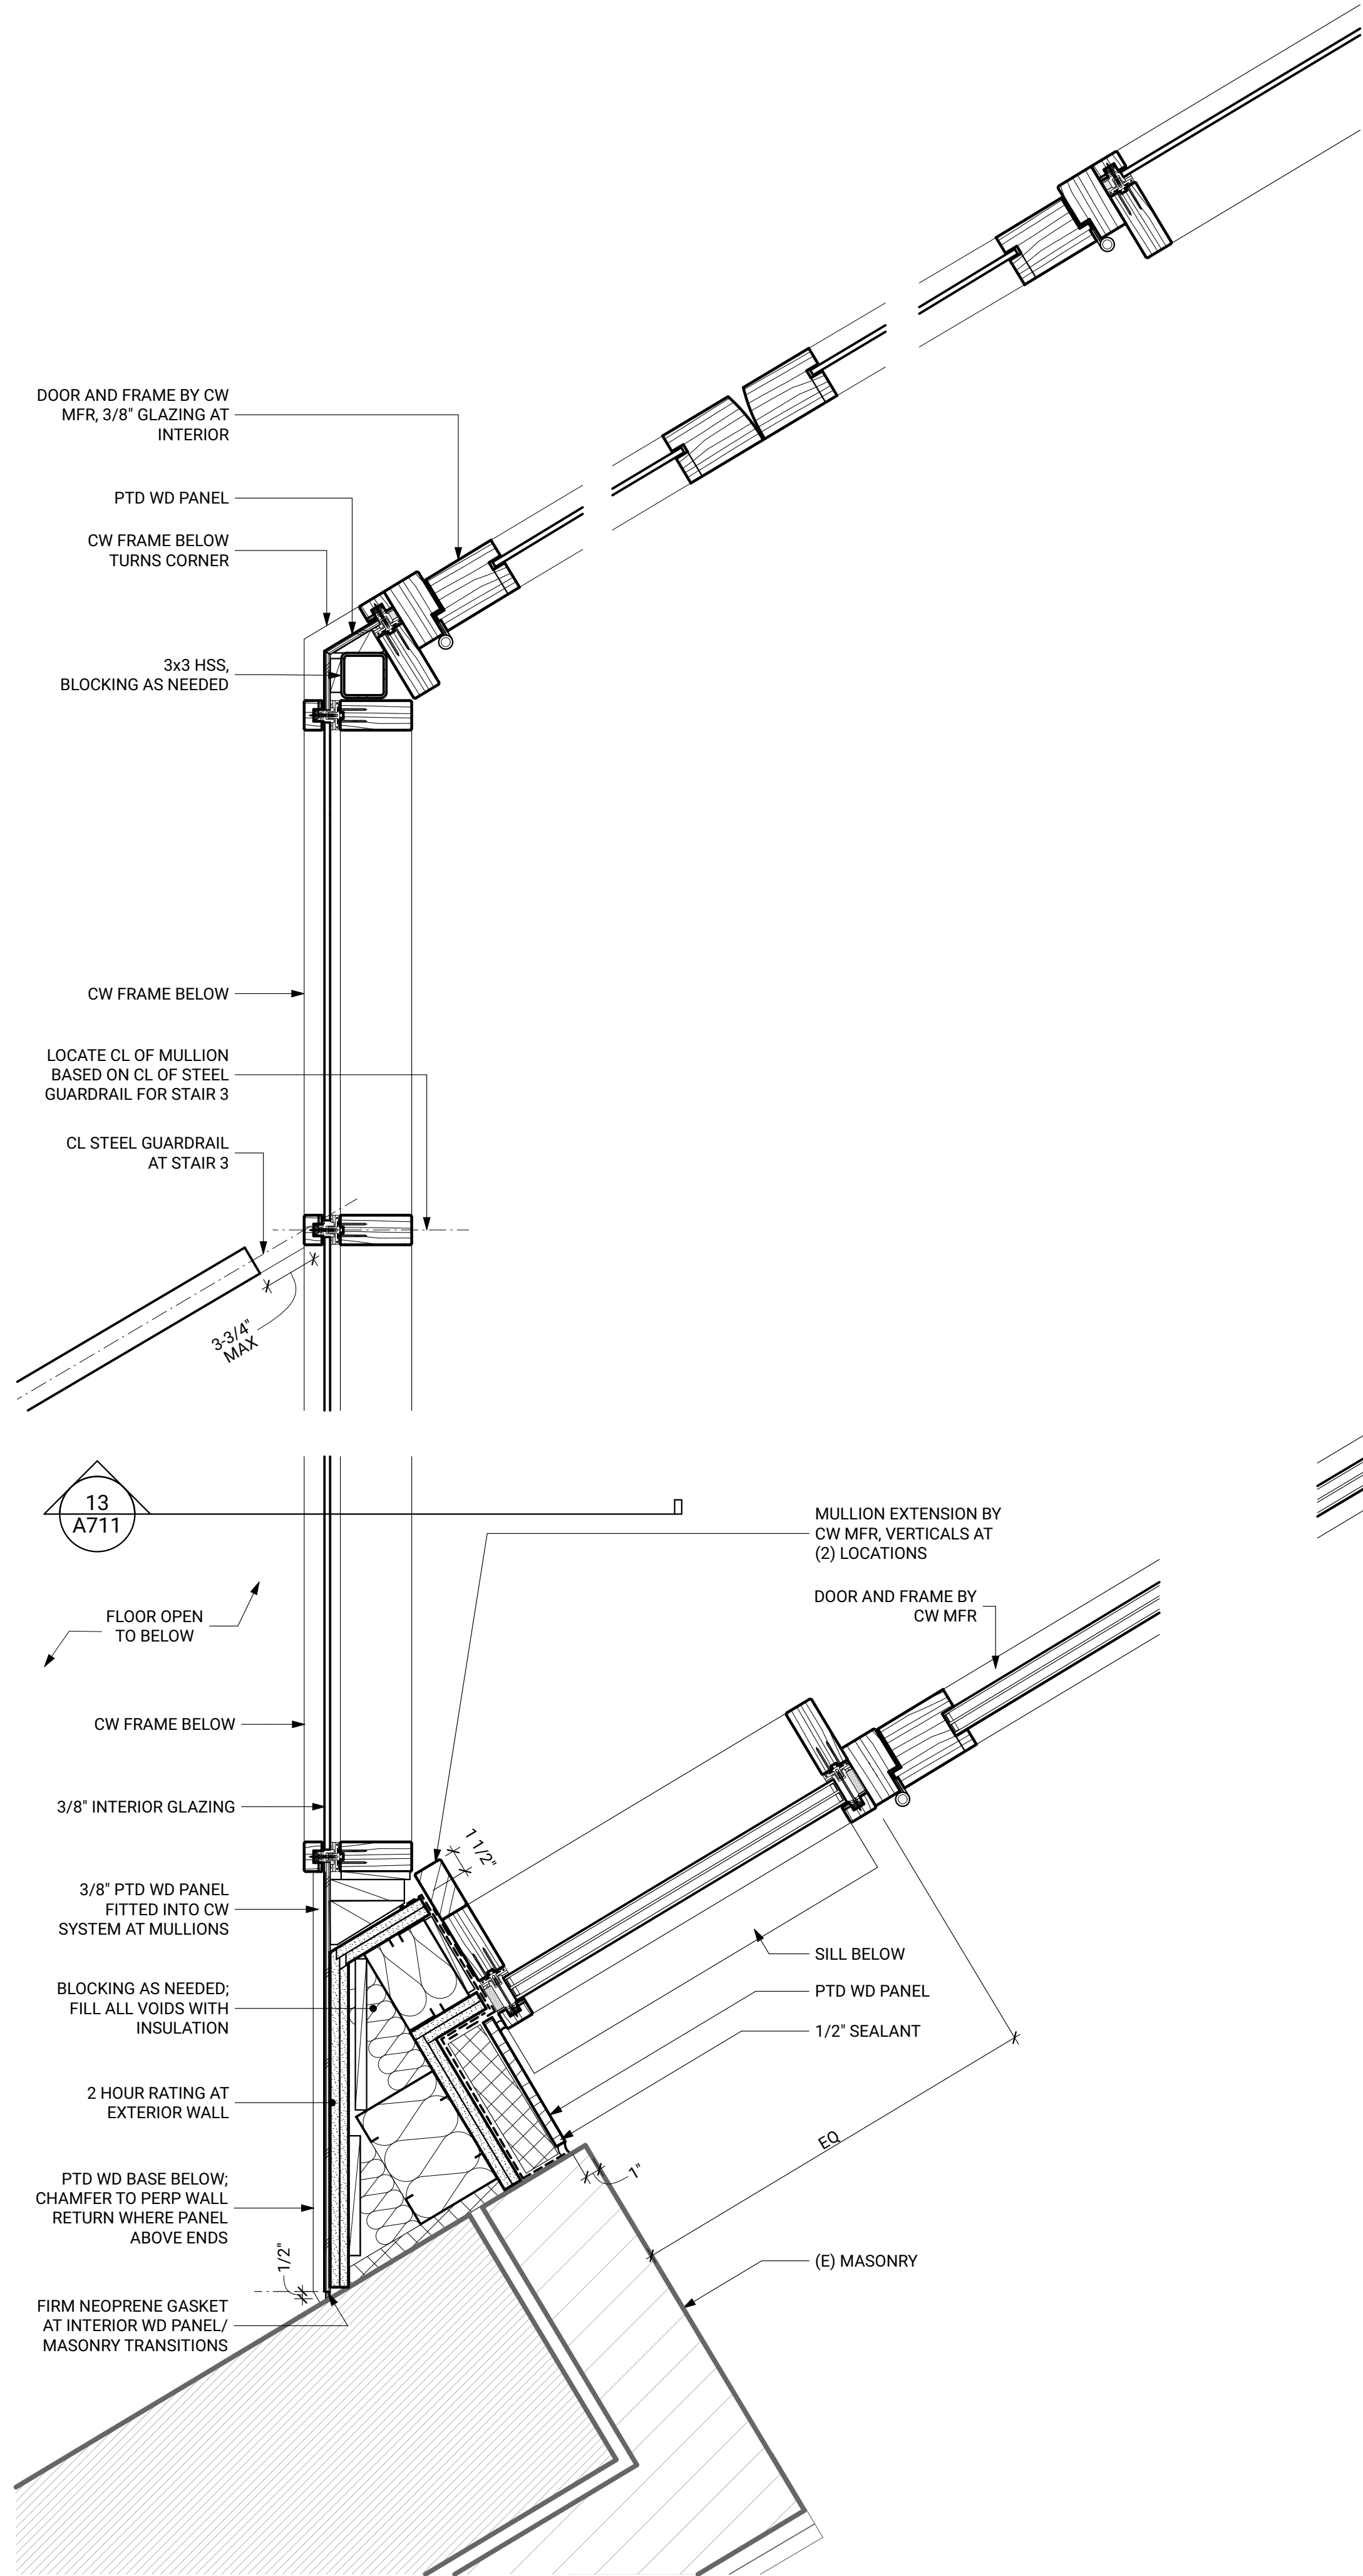 DOOR AND FRAME BY CW
MFR, 3/8" GLAZING AT
INTERIOR
PTD WD PANEL
CW FRAME BELOW
TURNS CORNER
3x3 HSS,
BLOCKING AS NEEDED
CW FRAME BELOW
LOCATE CL OF MULLION
BASED ON CL OF STEEL
GUARDRAIL FOR STAIR 3
CL STEEL GUARDRAIL
AT STAIR 3
3-3/4"
MAX
13
A711
MULLION EXTENSION BY
CW MFR, VERTICALS AT
(2) LOCATIONS
DOOR AND FRAME BY
CW MFR
FLOOR OPEN
TO BELOW
CW FRAME BELOW
3/8" INTERIOR GLAZING
1 1/2"
3/8" PTD WD PANEL
FITTED INTO CW
SYSTEM AT MULLIONS
SILL BELOW
PTD WD PANEL
1/2" SEALANT
BLOCKING AS NEEDED;
FILL ALL VOIDS WITH
INSULATION
2 HOUR RATING AT
EXTERIOR WALL
EQ
1"
PTD WD BASE BELOW;
CHAMFER TO PERP WALL
RETURN WHERE PANEL
ABOVE ENDS
1/2"
(E) MASONRY
FIRM NEOPRENE GASKET
AT INTERIOR WD PANEL/
MASONRY TRANSITIONS